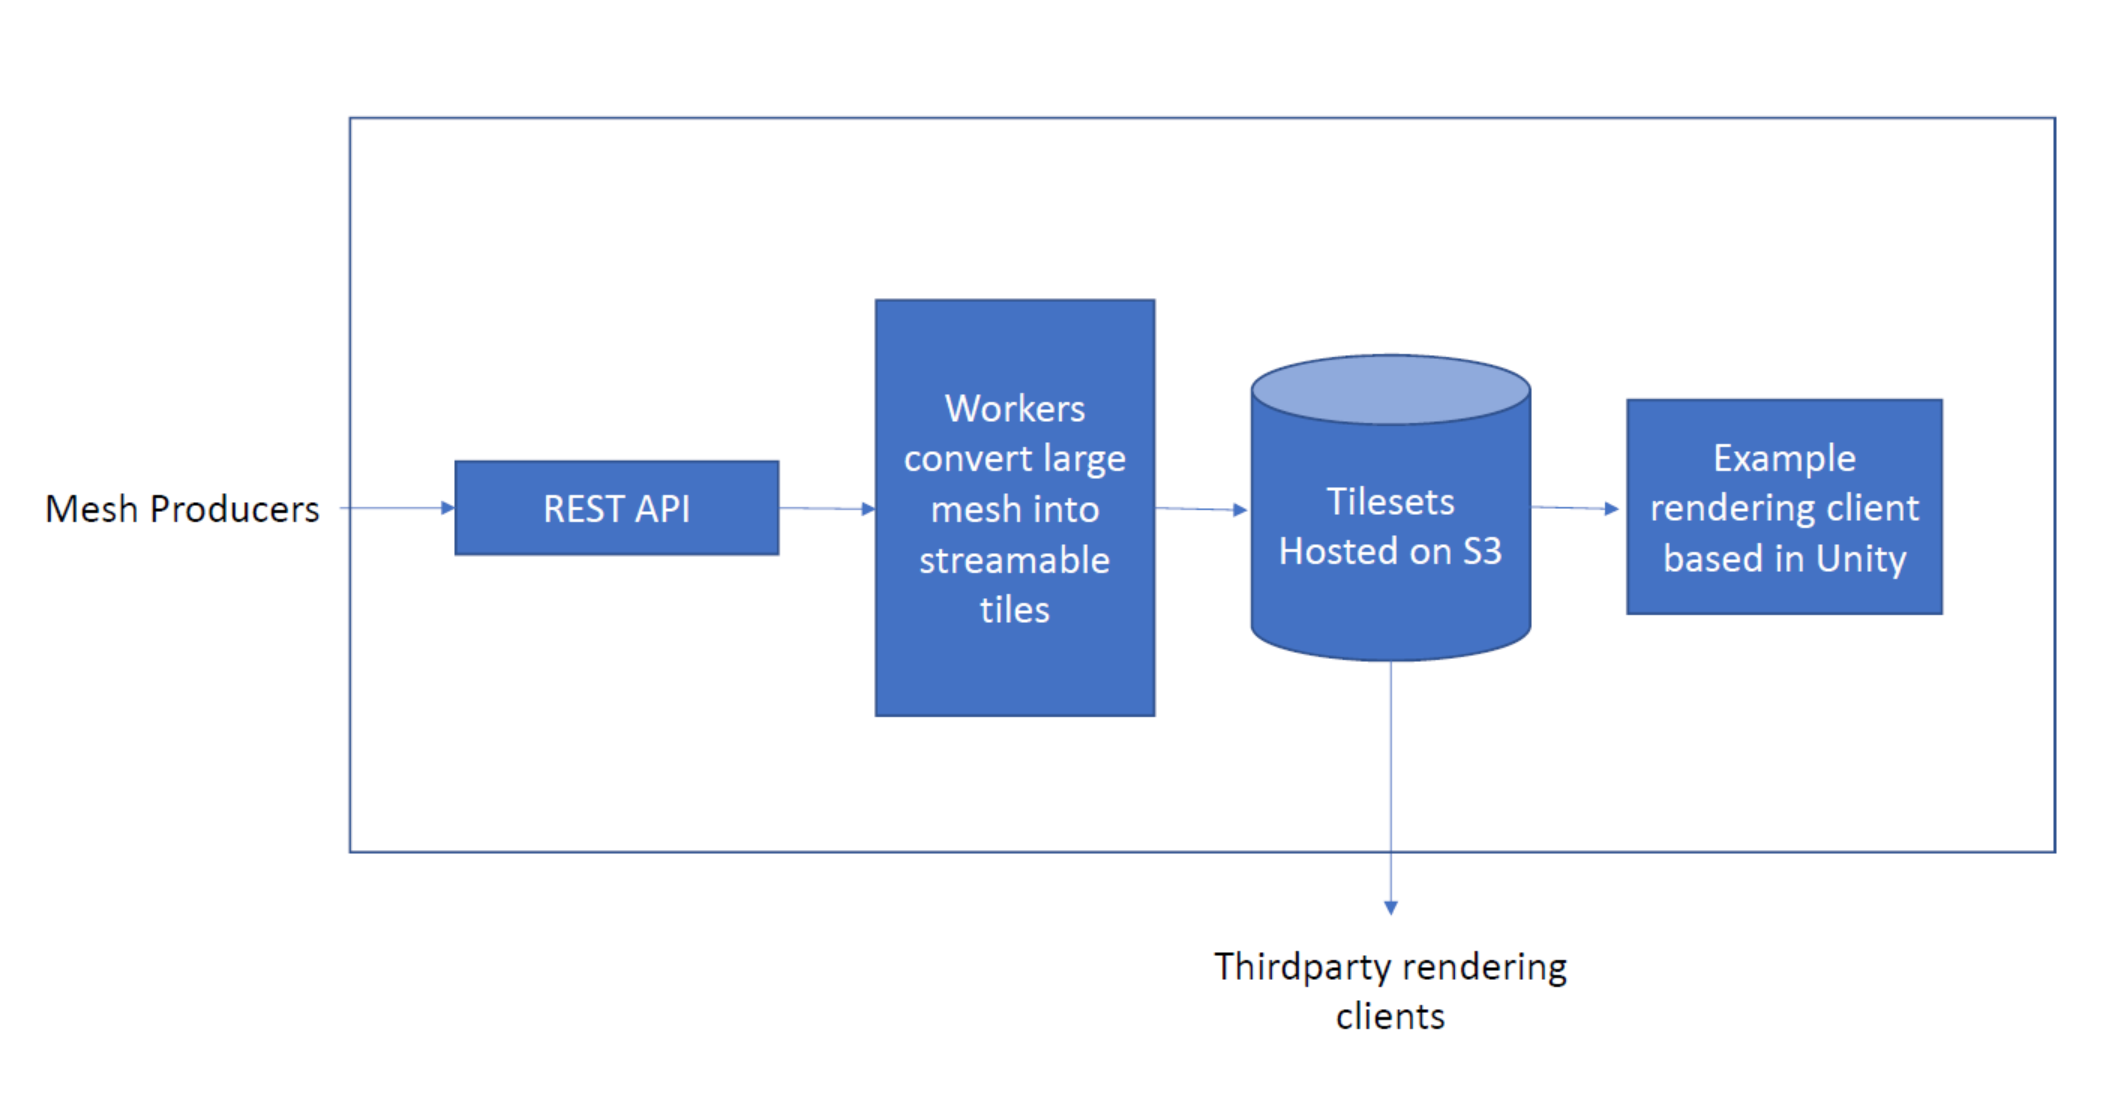 Mesh Producers
REST API
Workers
convert large
mesh into
streamable
tiles
Tilesets
Hosted on S3
Example
rendering client
based in Unity
Thirdparty rendering
clients